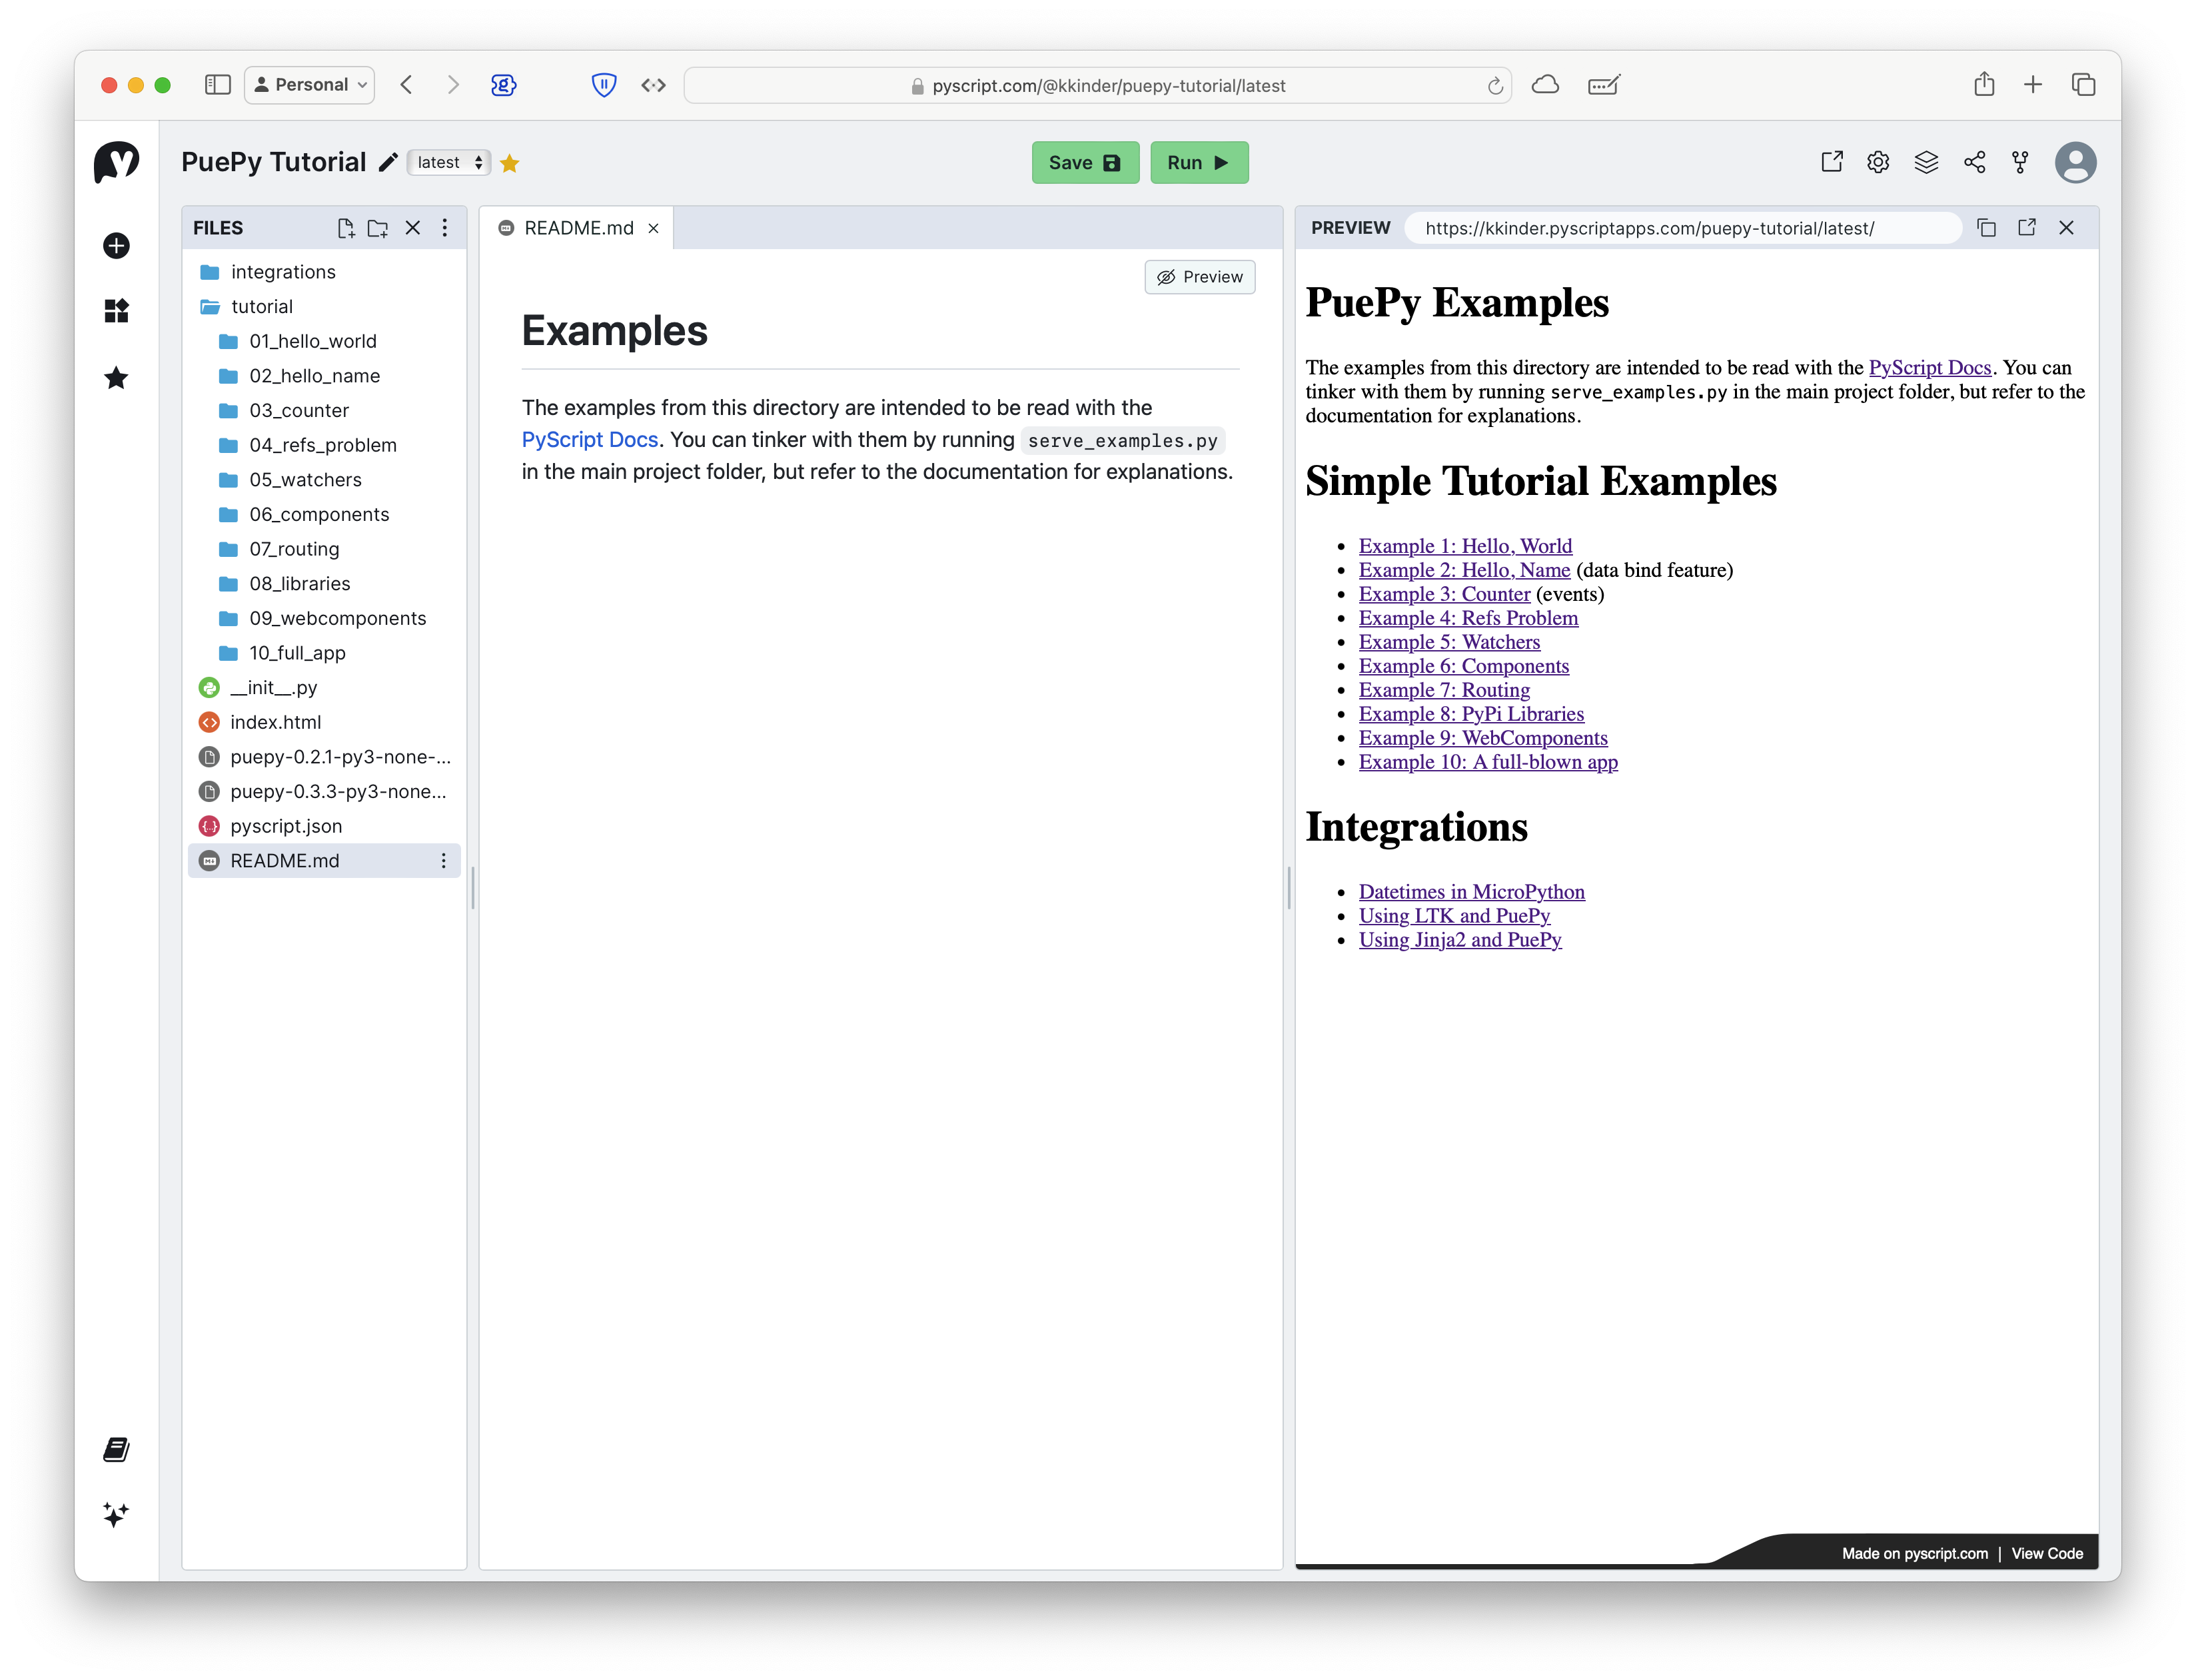 Personal
pyscript.com/@kkinder/puepy-tutorial/latest
PuePy Tutorial
latest
Save
Run
FILES
integrations
tutorial
01_hello_world
02_hello_name
03_counter
04_refs_problem
05_watchers
06_components
07_routing
08_libraries
09_webcomponents
10_full_app
__init__.py
index.html
puepy-0.2.1-py3-none-...
puepy-0.3.3-py3-none...
pyscript.json
README.md
README.md
Preview
Examples
The examples from this directory are intended to be read with the
PyScript Docs. You can tinker with them by running serve_examples.py
in the main project folder, but refer to the documentation for explanations.
PREVIEW
https://kkinder.pyscriptapps.com/puepy-tutorial/latest/
PuePy Examples
The examples from this directory are intended to be read with the PyScript Docs. You can
tinker with them by running serve_examples.py in the main project folder, but refer to the
documentation for explanations.
Simple Tutorial Examples
• Example 1: Hello, World
• Example 2: Hello, Name (data bind feature)
• Example 3: Counter (events)
• Example 4: Refs Problem
• Example 5: Watchers
• Example 6: Components
• Example 7: Routing
• Example 8: PyPi Libraries
• Example 9: WebComponents
• Example 10: A full-blown app
Integrations
• Datetimes in MicroPython
• Using LTK and PuePy
• Using Jinja2 and PuePy
Made on pyscript.com | View Code